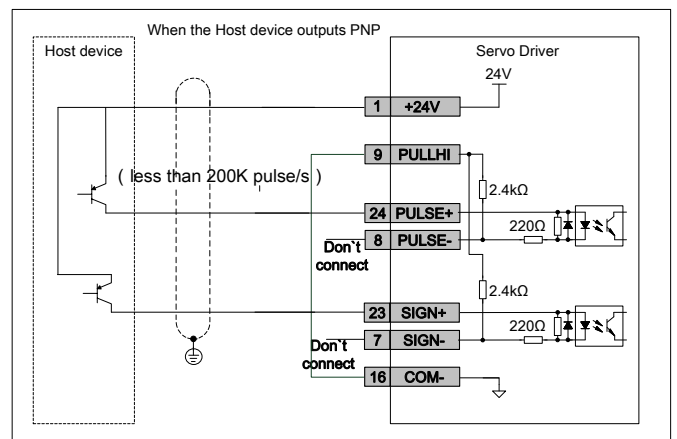 When the Host device outputs PNP
Host device
Servo Driver
24V
1 +24V
9 PULLHI
( less than 200K pulse/s )
2.4kΩ
24 PULSE+
220Ω
8 PULSE-
Don`t
connect
2.4kΩ
23 SIGN+
220Ω
7 SIGN-
Don`t
connect
16 COM-